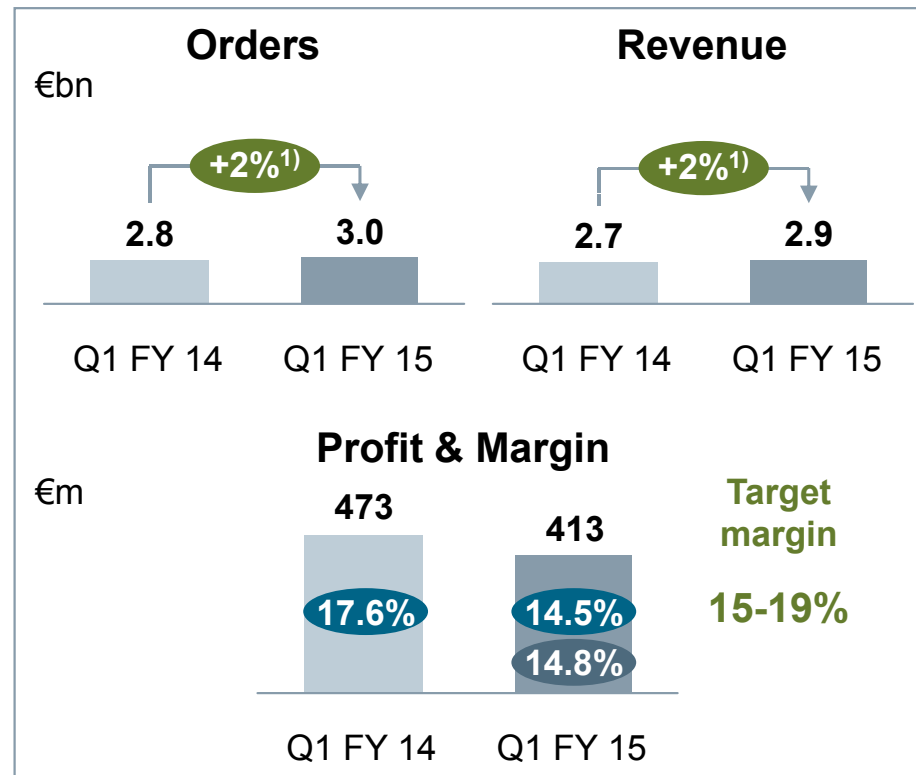 Orders
Revenue
€bn
+2%1)
+2%1)
2.8
3.0
2.7
2.9
Q1 FY 14
Q1 FY 15
Q1 FY 14
Q1 FY 15
Profit & Margin
€m
473
413
Target
margin
17.6%
14.5%
15-19%
14.8%
Q1 FY 14
Q1 FY 15